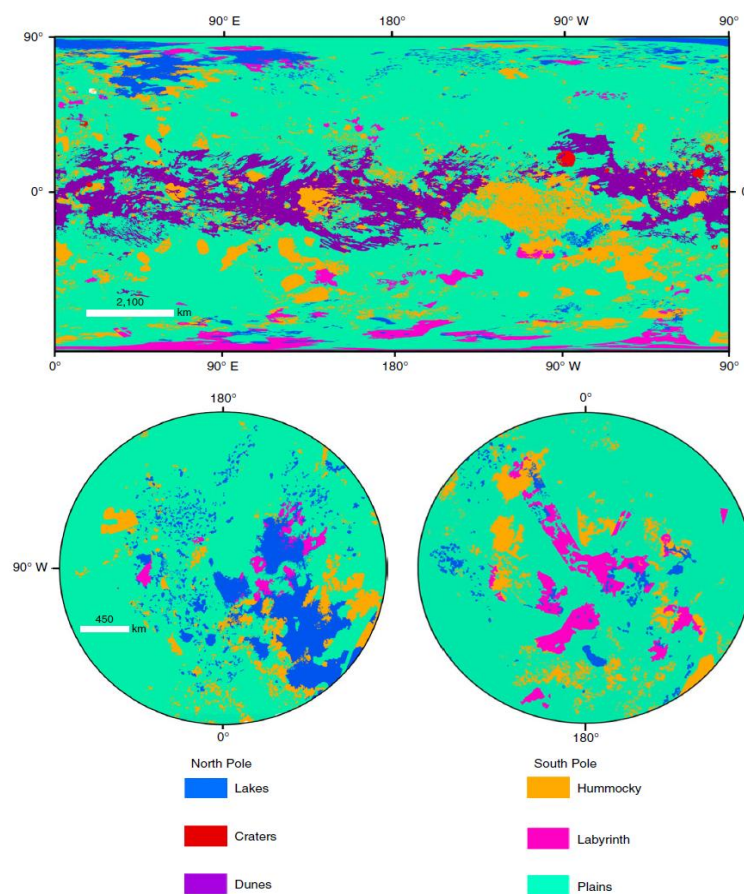 90° E 180° 90° W 90°
90°
0° 0
2,100
km
0° 90° E 180° 90° W 90°
180° 0°
90° W
450
km
0° 180°
North Pole South Pole
Lakes Hummocky
Craters Labyrinth
Dunes Plains